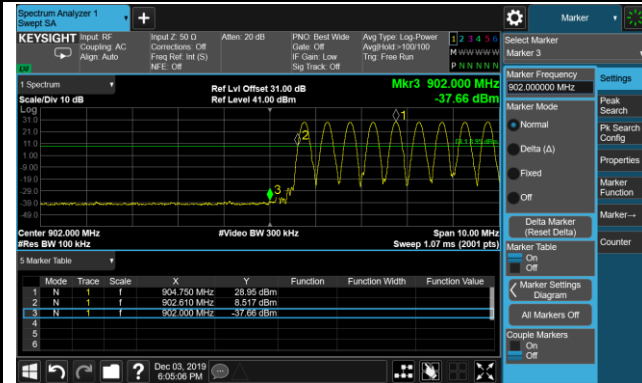 Spectrum Analyzer 1
Swept SA
Marker
KEYSIGHT
Input: RF
Coupling: AC
Align: Auto
Input Z: 50 Ω
Corrections: Off
Freq Ref: Int (S)
NFE: Off
Atten: 20 dB
PNO: Best Wide
Gate: Off
IF Gain: Low
Sig Track: Off
Avg Type: Log-Power
Avg|Hold:>100/100
Trig: Free Run
1 2 3 4 5 6
M W W W W W
P N N N N N
1 Spectrum
Scale/Div 10 dB
Log
Ref Lvl Offset 31.00 dB
Ref Level 41.00 dBm
Mkr3 902.000 MHz
-37.66 dBm
31.0
21.0
11.0
1.00
-9.00
-19.0
-29.0
-39.0
-49.0
1
2
3
Center 902.000 MHz
#Res BW 100 kHz
#Video BW 300 kHz
Span 10.00 MHz
Sweep 1.07 ms (2001 pts)
5 Marker Table
Mode Trace Scale X Y Function Function Width Function Value
1 N 1 f 904.750 MHz 28.95 dBm
2 N 1 f 902.610 MHz 8.517 dBm
3 N 1 f 902.000 MHz -37.66 dBm
4
5
6
Dec 03, 2019
6:05:06 PM
Select Marker
Marker 3
Marker Frequency
902.000000 MHz
Marker Mode
Normal
Delta (Δ)
Fixed
Off
Delta Marker
(Reset Delta)
Marker Table
On
Off
Marker Settings
Diagram
All Markers Off
Couple Markers
On
Off
Settings
Peak
Search
Pk Search
Config
Properties
Marker
Function
Marker→
Counter